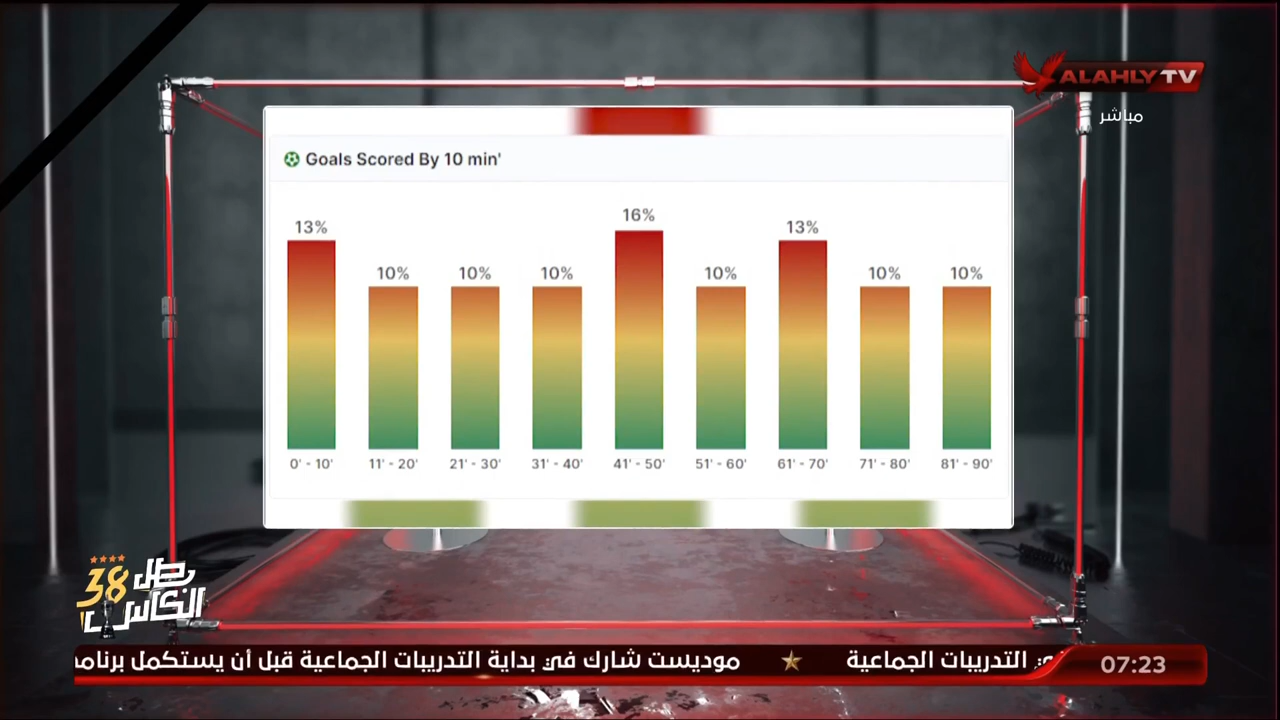 ALAHLY TV
مباشر
Goals Scored By 10 min'
13% 10% 10% 10% 16% 10% 13% 10% 10%
0' - 10' 11' - 20' 21' - 30' 31' - 40' 41' - 50' 51' - 60' 61' - 70' 71' - 80' 81' - 90'
بطل الكاس
38
التدريبات الجماعية ★ موديست شارك في بداية التدريبات الجماعية قبل أن يستكمل
07:23